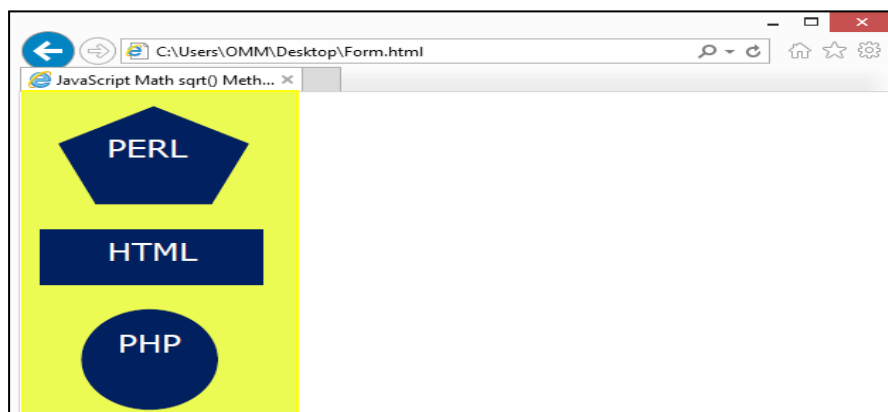 C:\Users\OMM\Desktop\Form.html
JavaScript Math sqrt() Meth...
PERL
HTML
PHP